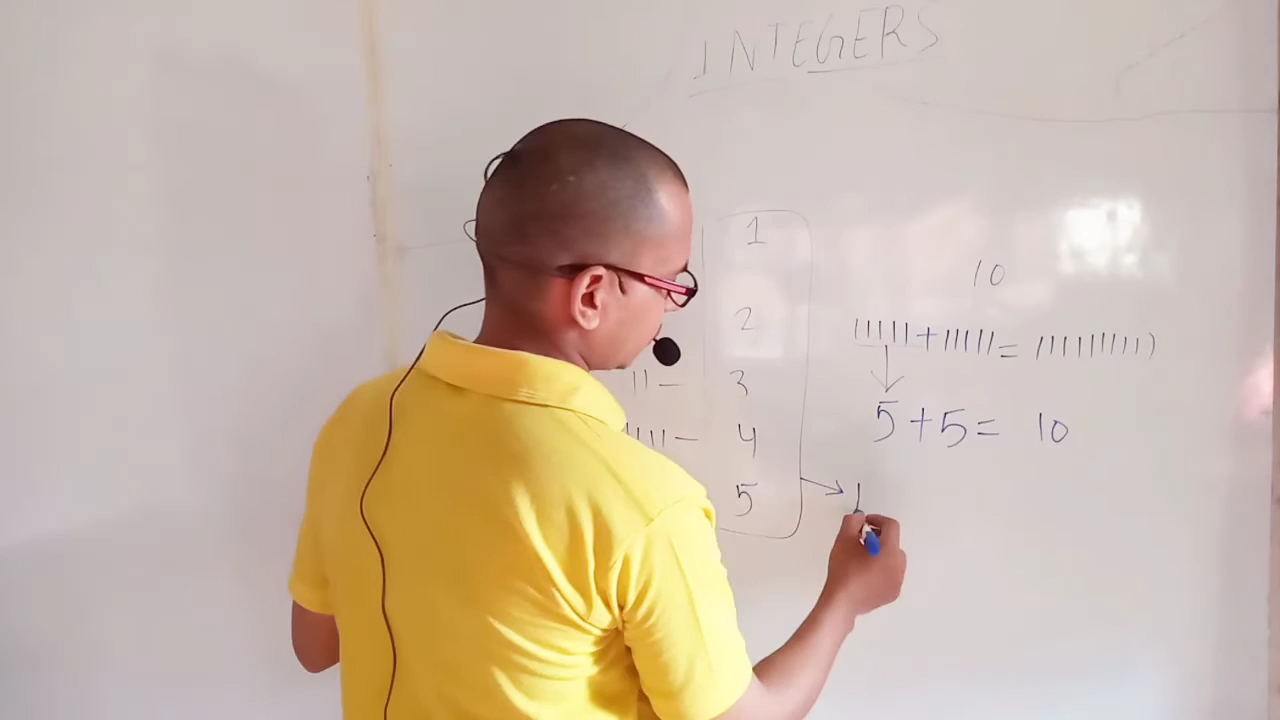 INTEGERS
1
10
2
||||| + ||||| = ||||||||||
|| — 3
5 + 5 = 10
|||| — 4
5 → |